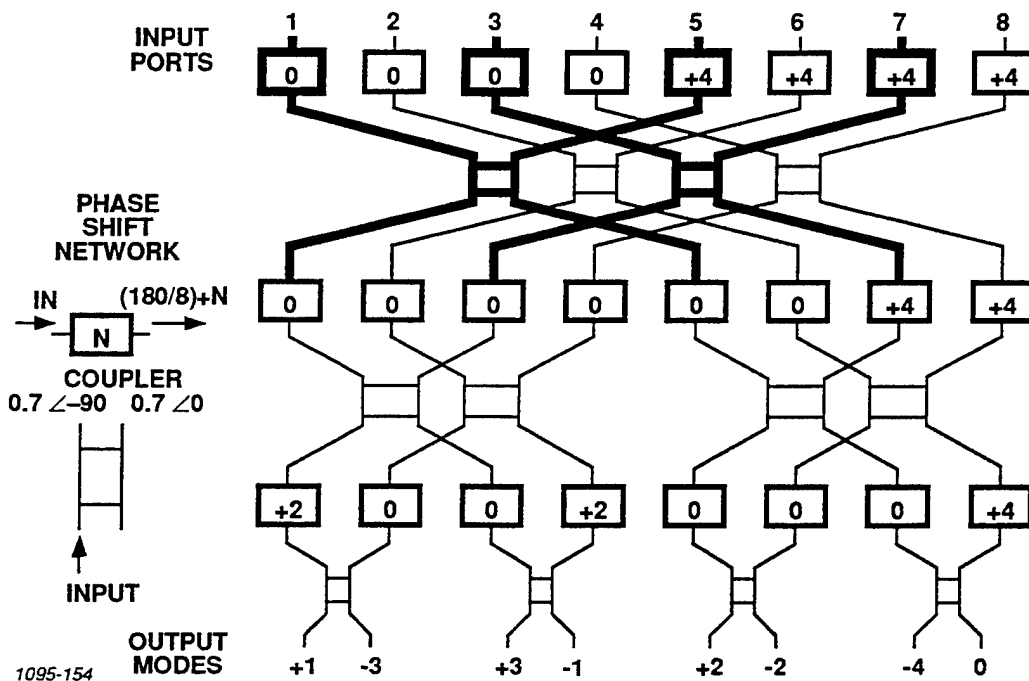 1 2 3 4 5 6 7 8
INPUT
PORTS
0 0 0 0 +4 +4 +4 +4
PHASE
SHIFT
NETWORK
IN (180/8)+N
N
0 0 0 0 0 0 +4 +4
COUPLER
0.7 ∠–90 0.7 ∠0
+2 0 0 +2 0 0 0 +4
INPUT
OUTPUT
MODES
+1 -3 +3 -1 +2 -2 -4 0
1095-154